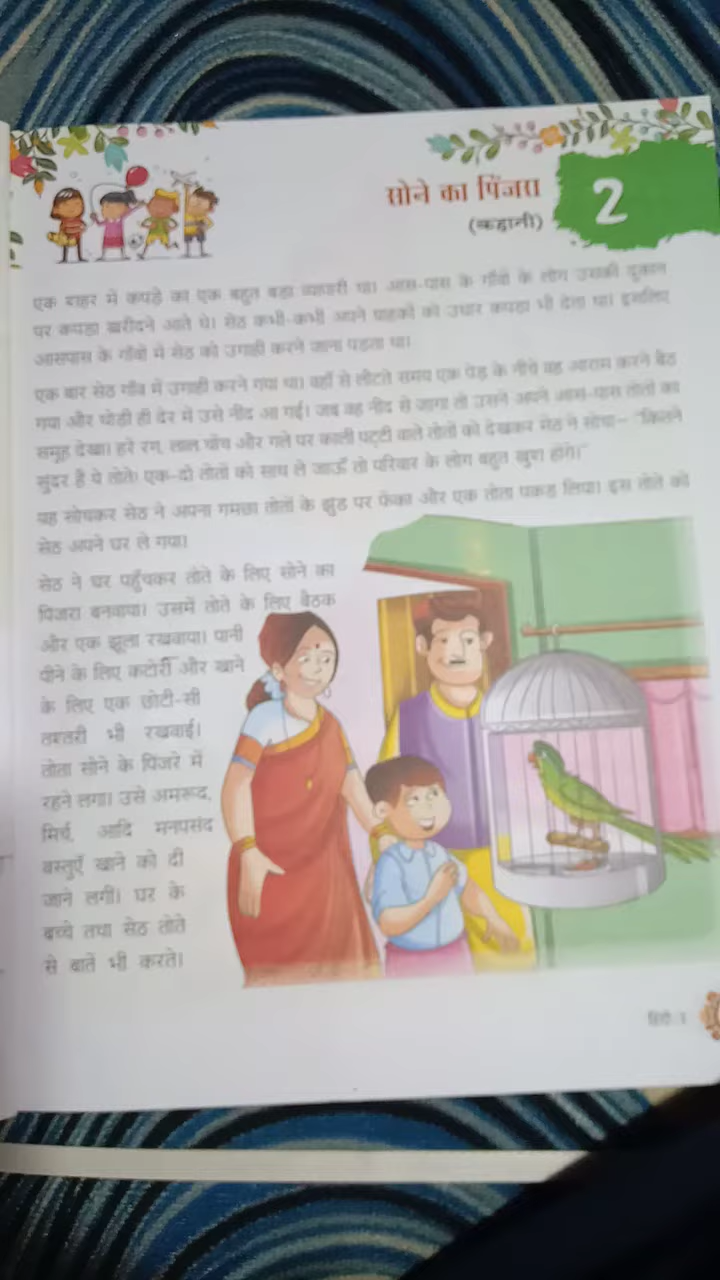 सोने का पिंजरा
(कहानी)
2
एक शहर में कपड़े का एक बहुत बड़ा व्यापारी था। आस-पास के गाँवों के लोग उसकी दुकान
पर कपड़ा खरीदने आते थे। सेठ कभी-कभी अपने ग्राहकों को उधार कपड़ा भी देता था। इसलिए
आसपास के गाँवों में सेठ को उगाही करने जाना पड़ता था।
एक बार सेठ गाँव में उगाही करने गया था। वहाँ से लौटते समय एक पेड़ के नीचे वह आराम करने बैठ
गया और थोड़ी ही देर में उसे नींद आ गई। जब वह नींद से जागा तो उसने अपने आस-पास तोतों का
समूह देखा। हरे रंग, लाल चोंच और गले पर काली पट्टी वाले तोतों को देखकर सेठ ने सोचा– "कितने
सुंदर हैं ये तोते! एक-दो तोतों को साथ ले जाऊँ तो परिवार के लोग बहुत खुश होंगे।"
यह सोचकर सेठ ने अपना गमछा तोतों के झुंड पर फेंका और एक तोता पकड़ लिया। इस तोते को
सेठ अपने घर ले गया।
सेठ ने घर पहुँचकर तोते के लिए सोने का
पिंजरा बनवाया। उसमें तोते के लिए बैठक
और एक झूला रखवाया। पानी
पीने के लिए कटोरी और खाने
के लिए एक छोटी-सी
तश्तरी भी रखवाई।
तोता सोने के पिंजरे में
रहने लगा। उसे अमरूद,
मिर्च, आदि मनपसंद
वस्तुएँ खाने को दी
जाने लगीं। घर के
बच्चे तथा सेठ तोते
से बातें भी करते।